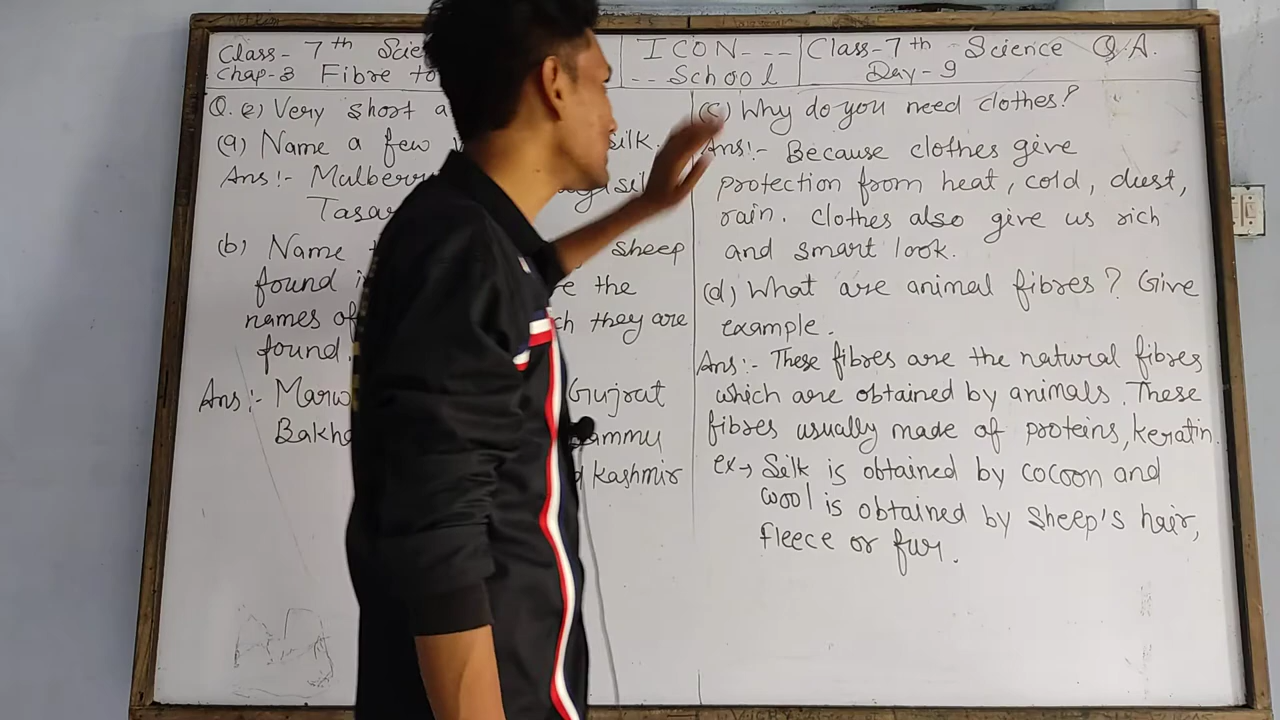 Class- 7th Scie
Chap-3 Fibre to
ICON---
--School
Class-7th Science Q.A.
Day-9
Q.2) Very short a
(a) Name a few silk.
Ans:- Mulberry sil
Tasar
(b) Name sheep
found i the
names of ch they are
found.
Ans:- Marw Gujrat
Bakha Jammu
d Kashmir
(c) Why do you need clothes?
Ans:- Because clothes give
protection from heat, cold, dust,
rain. Clothes also give us rich
and smart look.
(d) What are animal fibres? Give
example.
Ans:- These fibres are the natural fibres
which are obtained by animals. These
fibres usually made of proteins, keratin.
ex→ Silk is obtained by cocoon and
wool is obtained by sheep's hair,
fleece or fur.